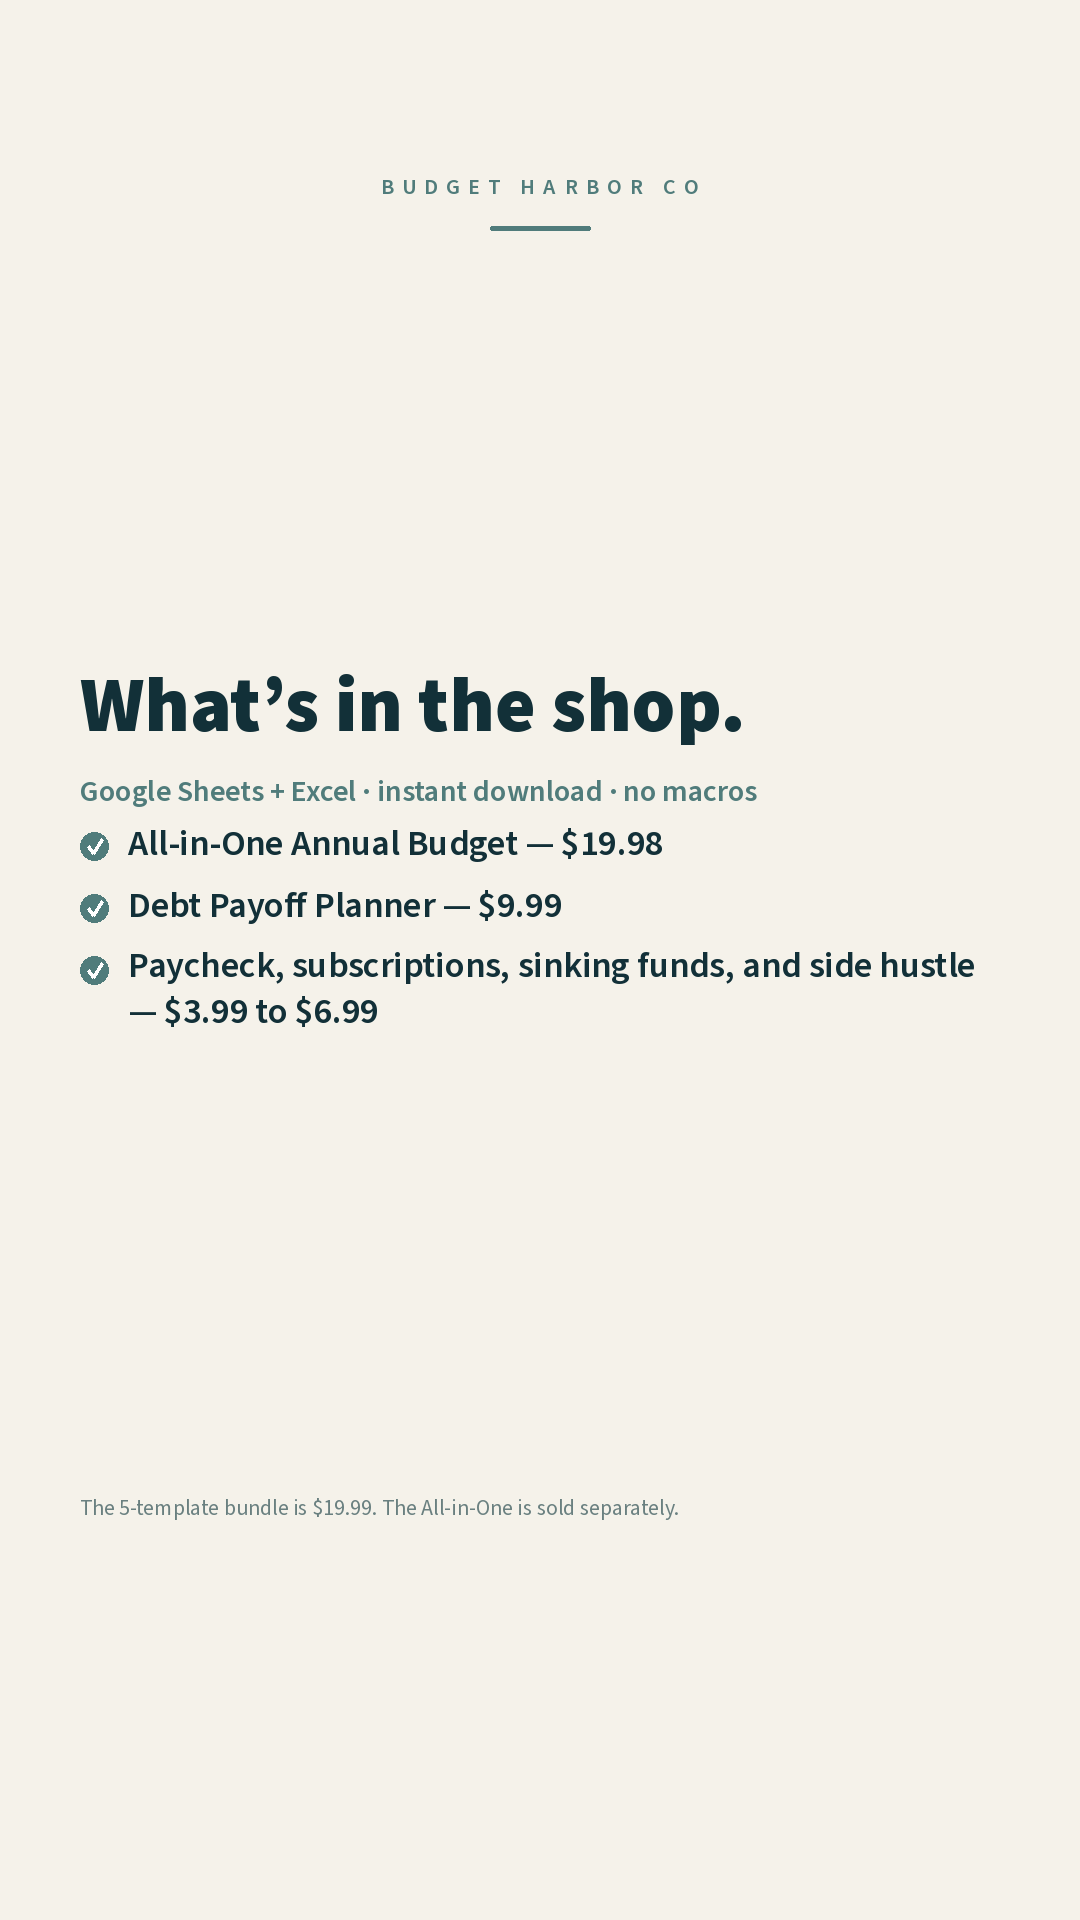 BUDGET HARBOR CO
What’s in the shop.
Google Sheets + Excel · instant download · no macros
All-in-One Annual Budget — $19.98
Debt Payoff Planner — $9.99
Paycheck, subscriptions, sinking funds, and side hustle
— $3.99 to $6.99
The 5-template bundle is $19.99. The All-in-One is sold separately.